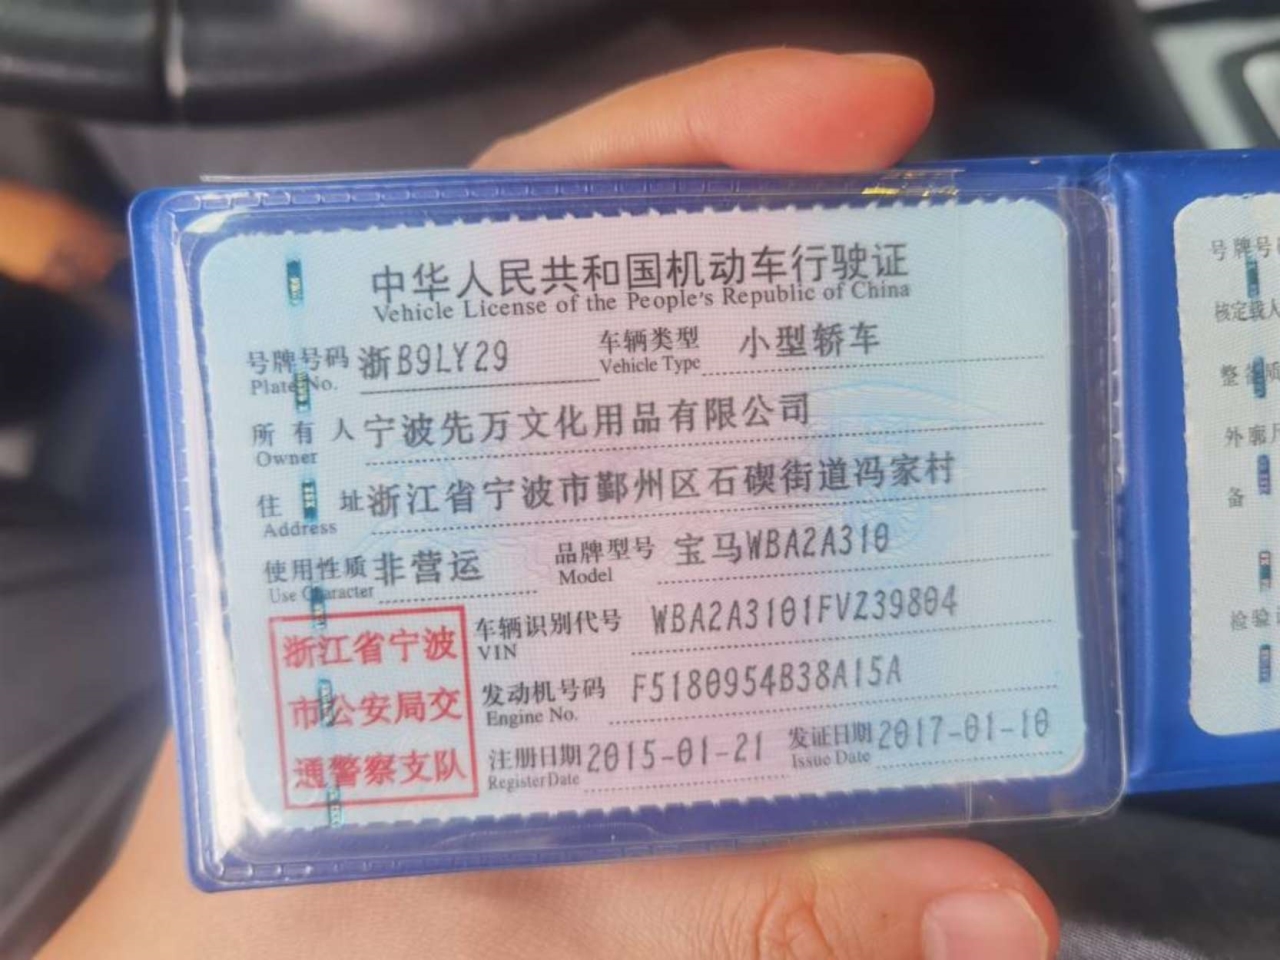 中华人民共和国机动车行驶证
Vehicle License of the People's Republic of China
号牌号码 浙B9LY29 车辆类型 小型轿车
Plate No. Vehicle Type
所有人 宁波先万文化用品有限公司
Owner
住址 浙江省宁波市鄞州区石碶街道冯家村
Address
使用性质 非营运 品牌型号 宝马WBA2A310
Use Character Model
车辆识别代号 WBA2A3101FVZ39804
VIN
发动机号码 F5180954B38A15A
Engine No.
注册日期 2015-01-21 发证日期 2017-01-10
Register Date Issue Date
浙江省宁波
市公安局交
通警察支队
号牌号
核定载人
整备质
外廓尺
备
检验